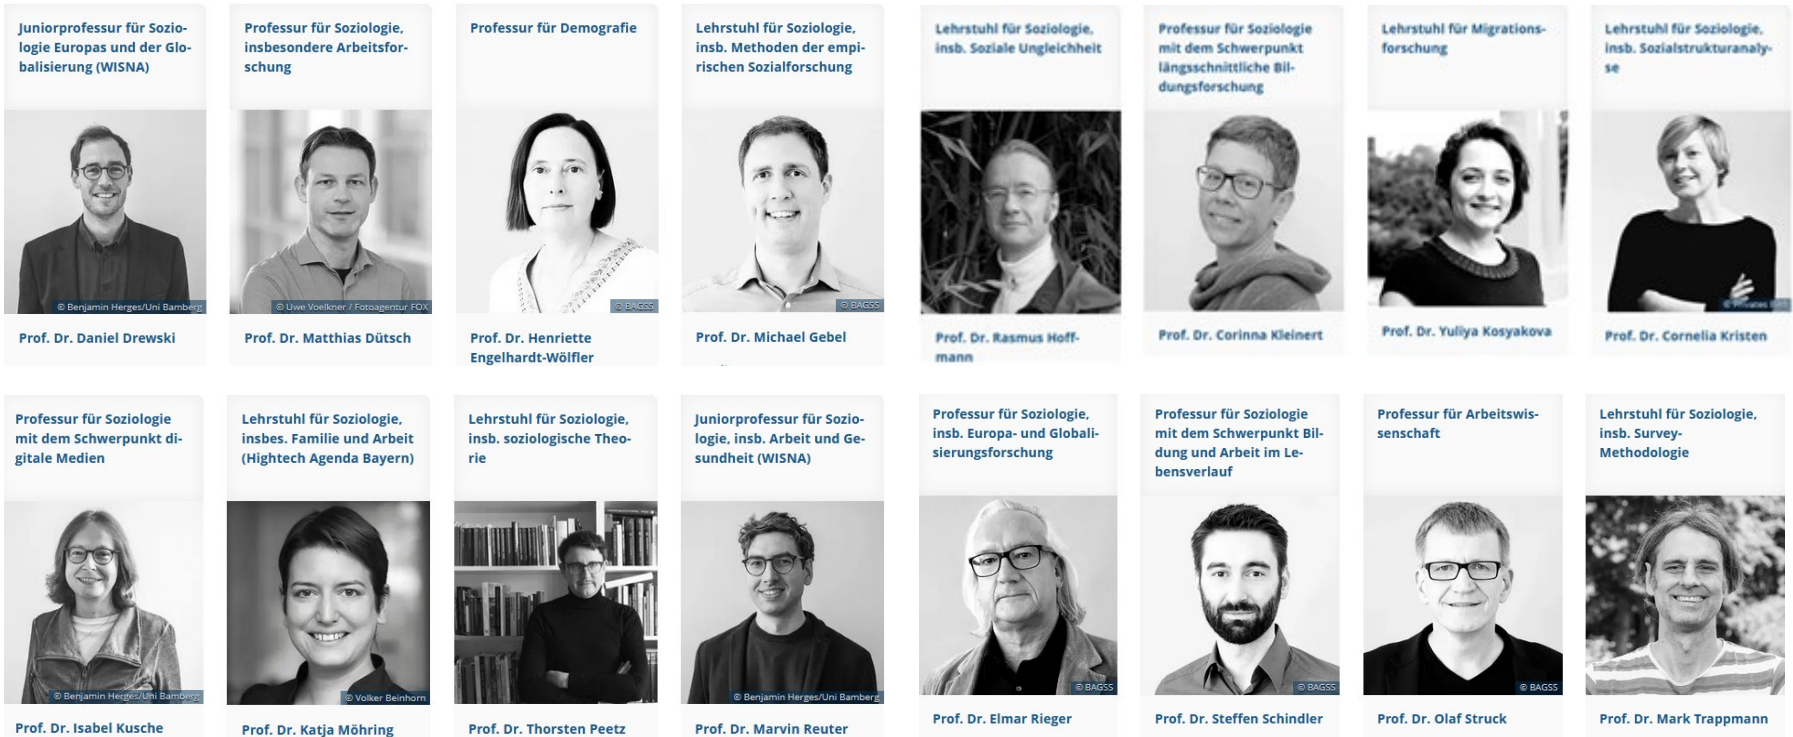 Juniorprofessur für Sozio-
logie Europas und der Glo-
balisierung (WISNA)
© Benjamin Herges/Uni Bamberg
Prof. Dr. Daniel Drewski
Professur für Soziologie,
insbesondere Arbeitsfor-
schung
© Uwe Voelkner / Fotoagentur FOX
Prof. Dr. Matthias Dütsch
Professur für Demografie
© BAGSS
Prof. Dr. Henriette
Engelhardt-Wölfler
Lehrstuhl für Soziologie,
insb. Methoden der empi-
rischen Sozialforschung
© BAGSS
Prof. Dr. Michael Gebel
Lehrstuhl für Soziologie,
insb. Soziale Ungleichheit
Prof. Dr. Rasmus Hoff-
mann
Professur für Soziologie
mit dem Schwerpunkt
längsschnittliche Bil-
dungsforschung
Prof. Dr. Corinna Kleinert
Lehrstuhl für Migrations-
forschung
Prof. Dr. Yuliya Kosyakova
Lehrstuhl für Soziologie,
insb. Sozialstrukturanaly-
se
© Privates Bild
Prof. Dr. Cornelia Kristen
Professur für Soziologie
mit dem Schwerpunkt di-
gitale Medien
© Benjamin Herges/Uni Bamberg
Prof. Dr. Isabel Kusche
Lehrstuhl für Soziologie,
insbes. Familie und Arbeit
(Hightech Agenda Bayern)
© Volker Beinhorn
Prof. Dr. Katja Möhring
Lehrstuhl für Soziologie,
insb. soziologische Theo-
rie
Prof. Dr. Thorsten Peetz
Juniorprofessur für Sozio-
logie, insb. Arbeit und Ge-
sundheit (WISNA)
© Benjamin Herges/Uni Bamberg
Prof. Dr. Marvin Reuter
Professur für Soziologie,
insb. Europa- und Globali-
sierungsforschung
© BAGSS
Prof. Dr. Elmar Rieger
Professur für Soziologie
mit dem Schwerpunkt Bil-
dung und Arbeit im Le-
bensverlauf
© BAGSS
Prof. Dr. Steffen Schindler
Professur für Arbeitswis-
senschaft
© BAGSS
Prof. Dr. Olaf Struck
Lehrstuhl für Soziologie,
insb. Survey-
Methodologie
Prof. Dr. Mark Trappmann